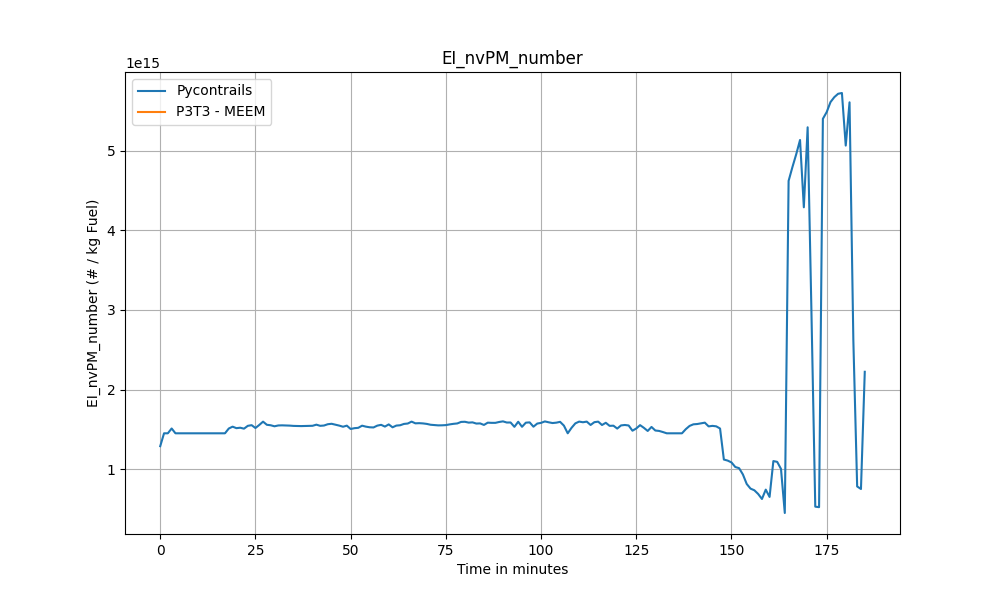 EI_nvPM_number
1e15
Pycontrails
P3T3 - MEEM
5
4
3
2
1
EI_nvPM_number (# / kg Fuel)
0 25 50 75 100 125 150 175
Time in minutes